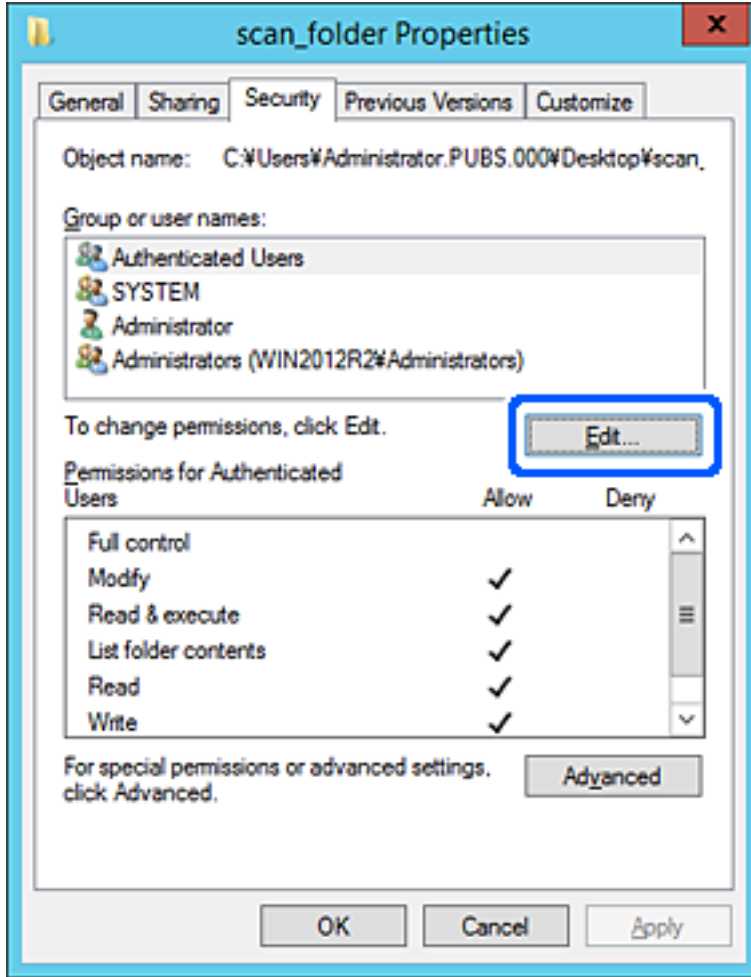 scan_folder Properties
x
General Sharing Security Previous Versions Customize
Object name: C:¥Users¥Administrator.PUBS.000¥Desktop¥scan_
Group or user names:
Authenticated Users
SYSTEM
Administrator
Administrators (WIN2012R2¥Administrators)
To change permissions, click Edit.
Edit...
Permissions for Authenticated
Users Allow Deny
Full control
Modify
Read & execute
List folder contents
Read
Write
For special permissions or advanced settings,
click Advanced.
Advanced
OK Cancel Apply